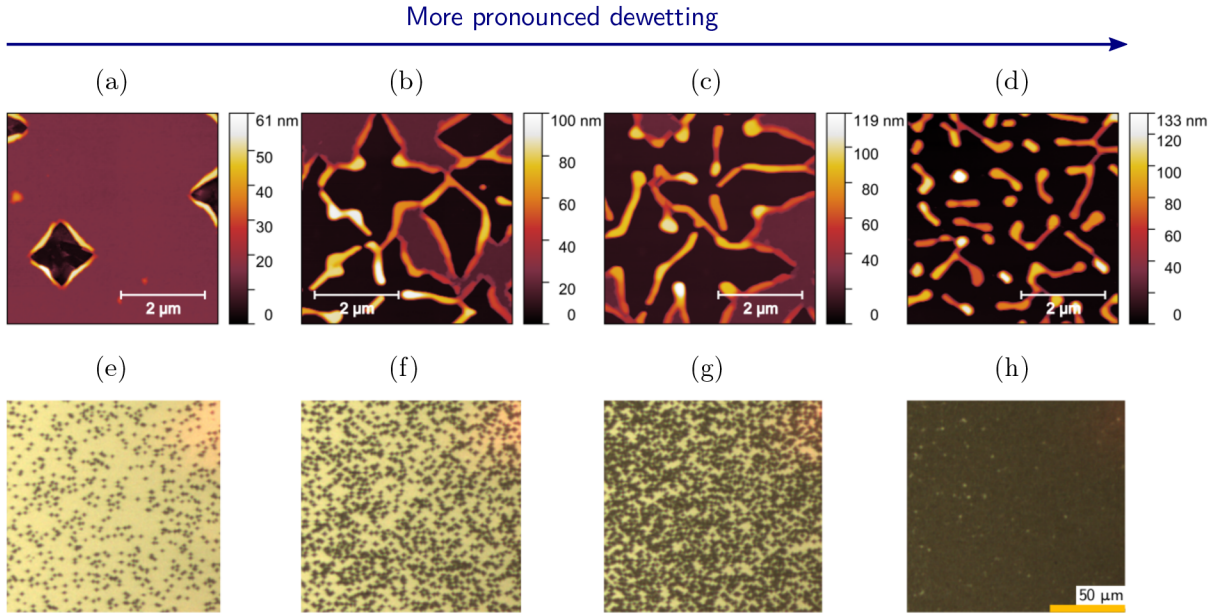 More pronounced dewetting
(a) (b) (c) (d)
61 nm 100 nm 119 nm 133 nm
50 80 100 120
40 60 80 100
30 40 60 80
20 20 40 60
10 0 20 40
0 0 20
0
2 µm 2 µm 2 µm 2 µm
(e) (f) (g) (h)
50 µm